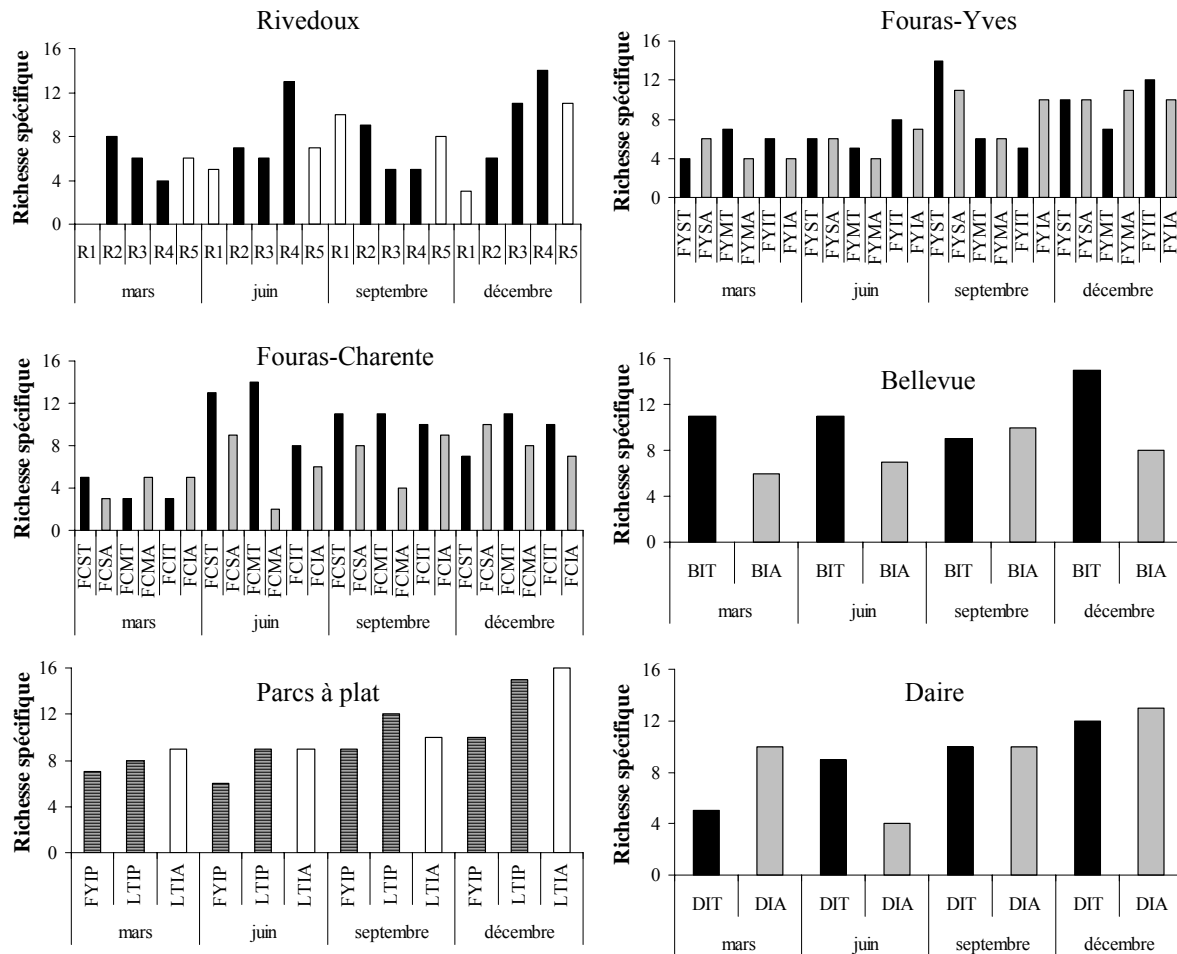 Rivedoux
Richesse spécifique
16
12
8
4
0
R1 R2 R3 R4 R5 R1 R2 R3 R4 R5 R1 R2 R3 R4 R5 R1 R2 R3 R4 R5
mars juin septembre décembre
Fouras-Yves
Richesse spécifique
16
12
8
4
0
FYST FYSA FYMT FYMA FYIT FYIA FYST FYSA FYMT FYMA FYIT FYIA FYST FYSA FYMT FYMA FYIT FYIA FYST FYSA FYMT FYMA FYIT FYIA
mars juin septembre décembre
Fouras-Charente
Richesse spécifique
16
12
8
4
0
FCST FCSA FCMT FCMA FCIT FCIA FCST FCSA FCMT FCMA FCIT FCIA FCST FCSA FCMT FCMA FCIT FCIA FCST FCSA FCMT FCMA FCIT FCIA
mars juin septembre décembre
Bellevue
Richesse spécifique
16
12
8
4
0
BIT BIA BIT BIA BIT BIA BIT BIA
mars juin septembre décembre
Parcs à plat
Richesse spécifique
16
12
8
4
0
FYIP LTIP LTIA FYIP LTIP LTIA FYIP LTIP LTIA FYIP LTIP LTIA
mars juin septembre décembre
Daire
Richesse spécifique
16
12
8
4
0
DIT DIA DIT DIA DIT DIA DIT DIA
mars juin septembre décembre